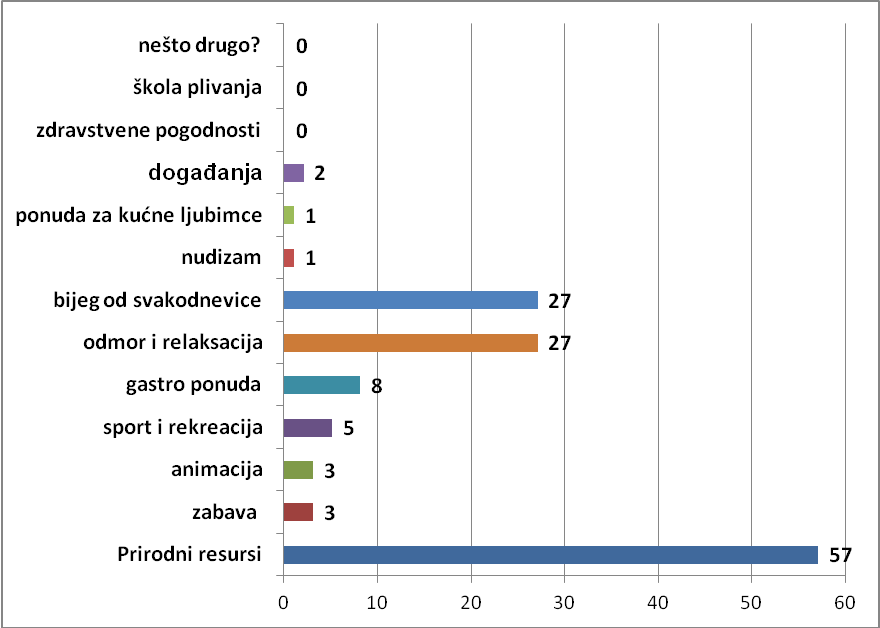 nešto drugo? 0
škola plivanja 0
zdravstvene pogodnosti 0
događanja 2
ponuda za kućne ljubimce 1
nudizam 1
bijeg od svakodnevice 27
odmor i relaksacija 27
gastro ponuda 8
sport i rekreacija 5
animacija 3
zabava 3
Prirodni resursi 57
0 10 20 30 40 50 60